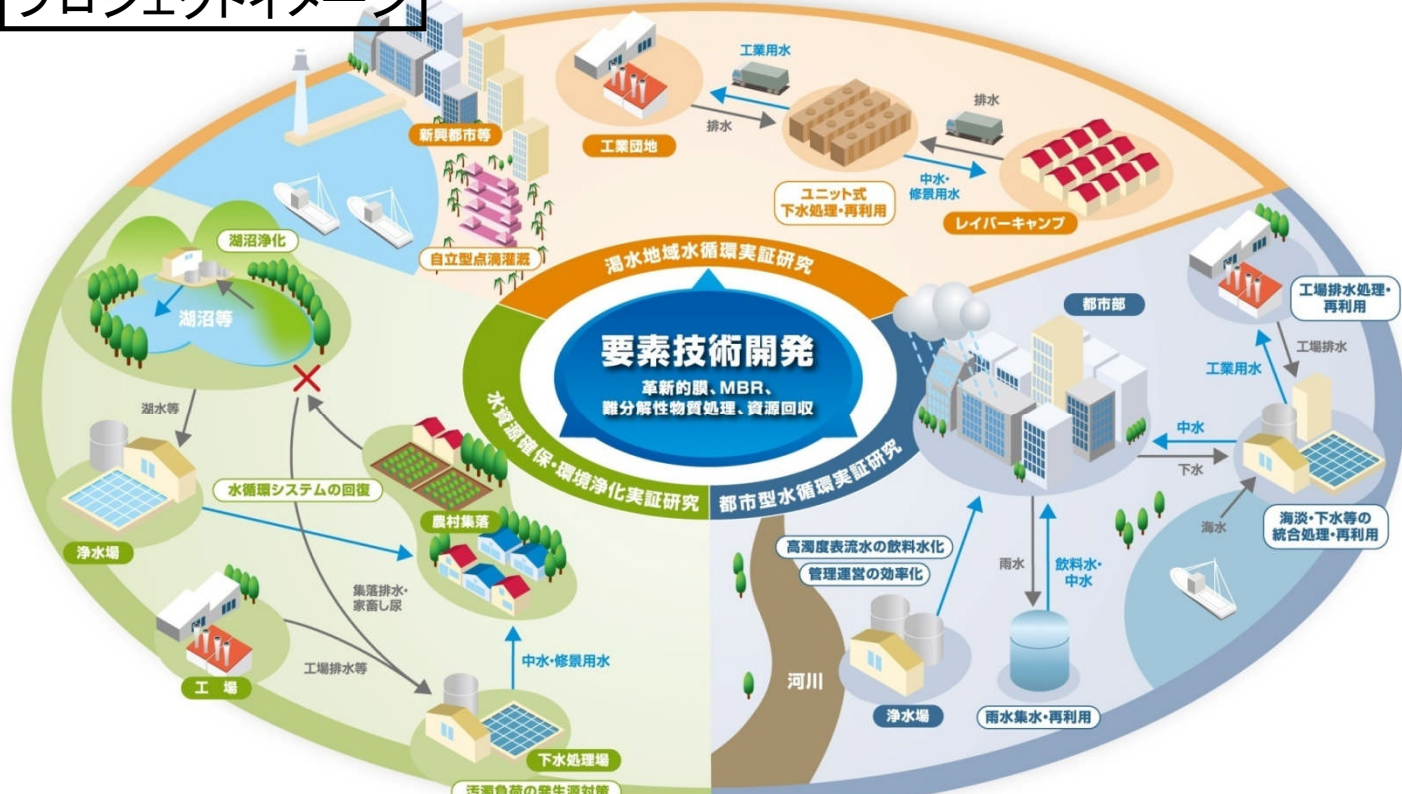 プロジェクトイメージ
新興都市等
自立型点滴灌漑
工業団地
工業用水
排水
ユニット式
下水処理・再利用
排水
中水・
修景用水
レイバーキャンプ
渇水地域水循環実証研究
要素技術開発
革新的膜、MBR、
難分解性物質処理、資源回収
水資源確保・環境浄化実証研究
都市型水循環実証研究
湖沼浄化
湖沼等
湖水等
浄水場
水循環システムの回復
農村集落
集落排水・
家畜し尿
工場
工場排水等
中水・修景用水
下水処理場
汚濁負荷の発生源対策
都市部
工場排水処理・
再利用
工場排水
工業用水
中水
下水
海水
海淡・下水等の
統合処理・再利用
高濁度表流水の飲料水化
管理運営の効率化
雨水
飲料水・
中水
河川
浄水場
雨水集水・再利用